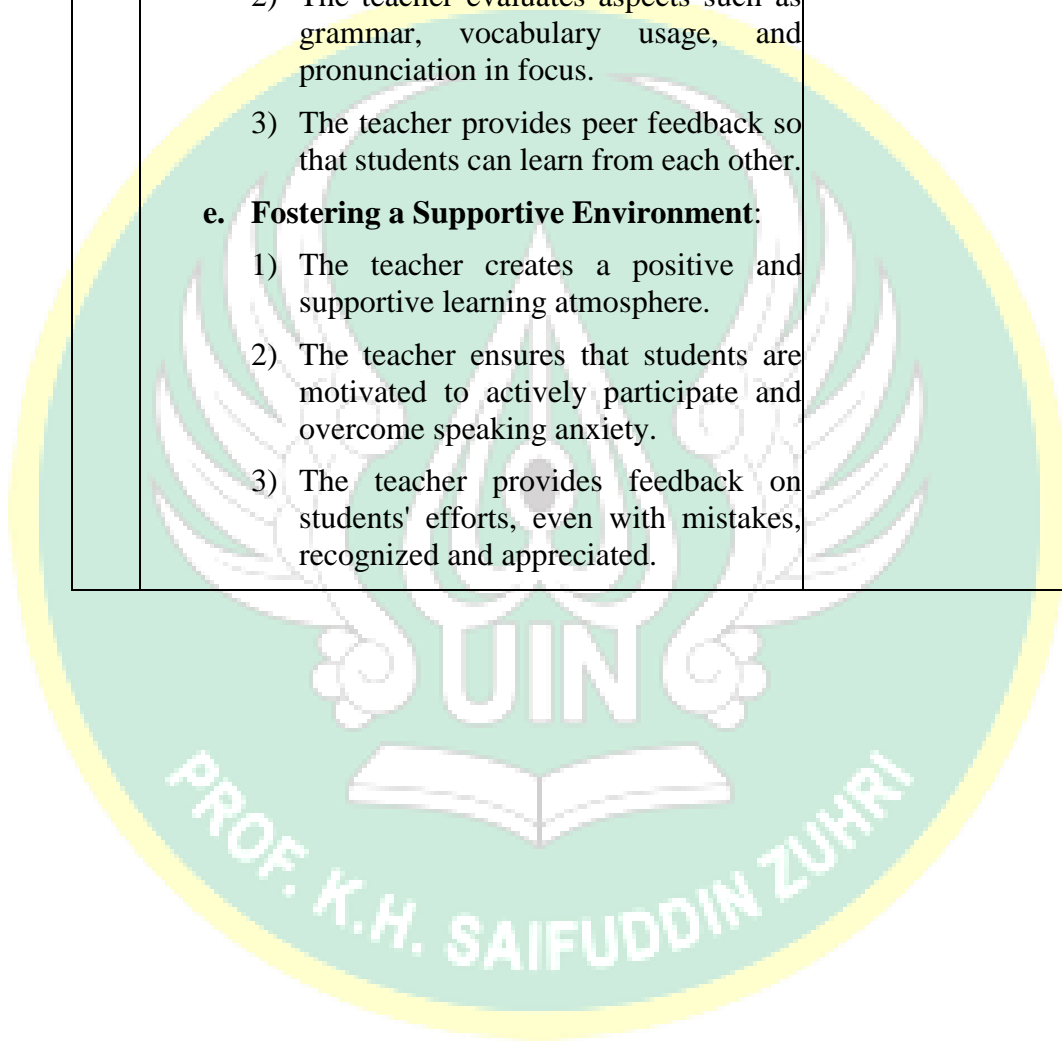 2) The teacher evaluates aspects such as
grammar, vocabulary usage, and
pronunciation in focus.
3) The teacher provides peer feedback so
that students can learn from each other.
e. Fostering a Supportive Environment:
1) The teacher creates a positive and
supportive learning atmosphere.
2) The teacher ensures that students are
motivated to actively participate and
overcome speaking anxiety.
3) The teacher provides feedback on
students' efforts, even with mistakes,
recognized and appreciated.
UIN
PROF. K.H. SAIFUDDIN ZUHRI